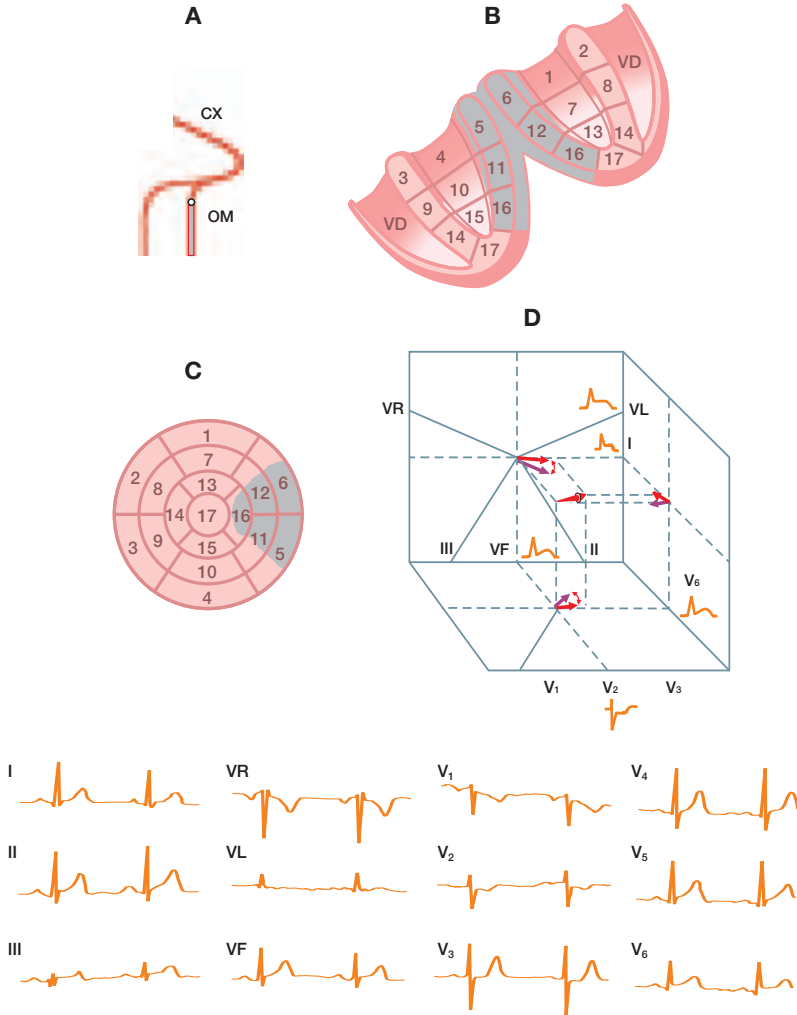 A
CX
OM
B
2
VD
1
8
6
7
5
13
14
12
4
16
17
11
3
10
16
9
15
VD
14
17
C
1
7
2
6
8
13
12
14
17
16
9
15
11
3
5
10
4
D
VR
VL
I
III
VF
II
V6
V1 V2 V3
I VR V1 V4
II VL V2 V5
III VF V3 V6